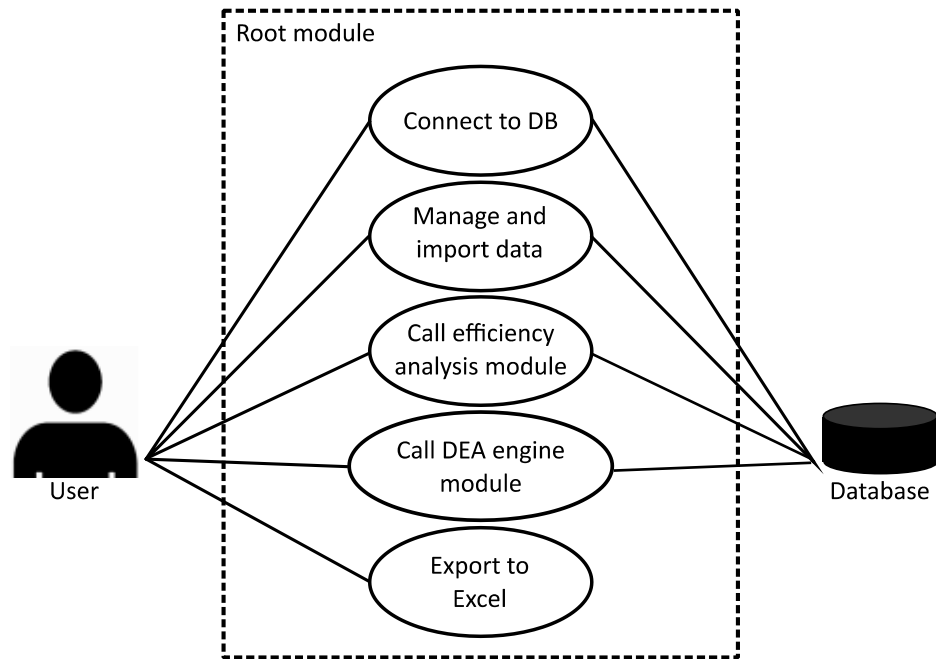 Root module
Connect to DB
Manage and
import data
Call efficiency
analysis module
Call DEA engine
module
Export to
Excel
User
Database